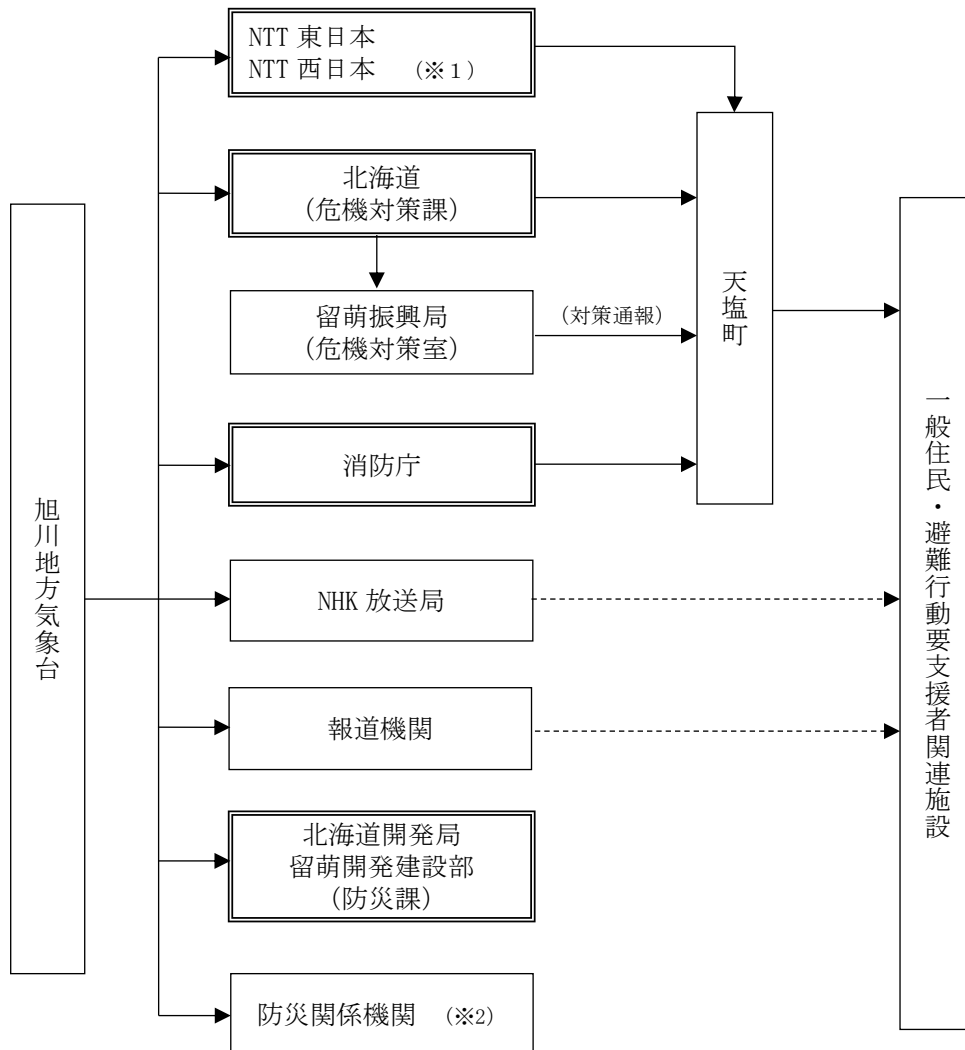 NTT 東日本
NTT 西日本 (※1)
北海道
(危機対策課)
留萌振興局
(危機対策室)
(対策通報)
天塩町
消防庁
旭川地方気象台
NHK 放送局
報道機関
北海道開発局
留萌開発建設部
(防災課)
防災関係機関 (※2)
一般住民・避難行動要支援者関連施設